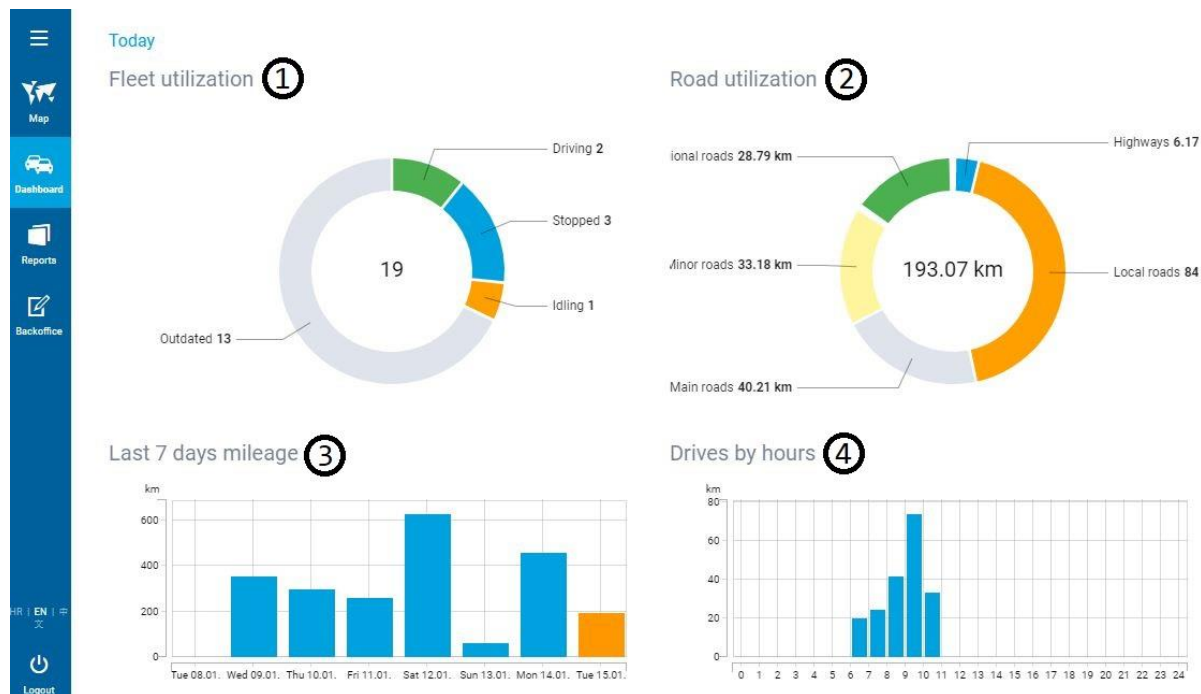 Today
Fleet utilization 1
Road utilization 2
Map
Dashboard
Reports
Backoffice
HR | EN | 中
文
Logout
Driving 2
Stopped 3
Idling 1
Outdated 13
19
ional roads 28.79 km
Highways 6.17
Minor roads 33.18 km
193.07 km
Local roads 84
Main roads 40.21 km
Last 7 days mileage 3
km
600
400
200
0
Tue 08.01. Wed 09.01. Thu 10.01. Fri 11.01. Sat 12.01. Sun 13.01. Mon 14.01. Tue 15.01.
Drives by hours 4
km
80
60
40
20
0
0 1 2 3 4 5 6 7 8 9 10 11 12 13 14 15 16 17 18 19 20 21 22 23 24